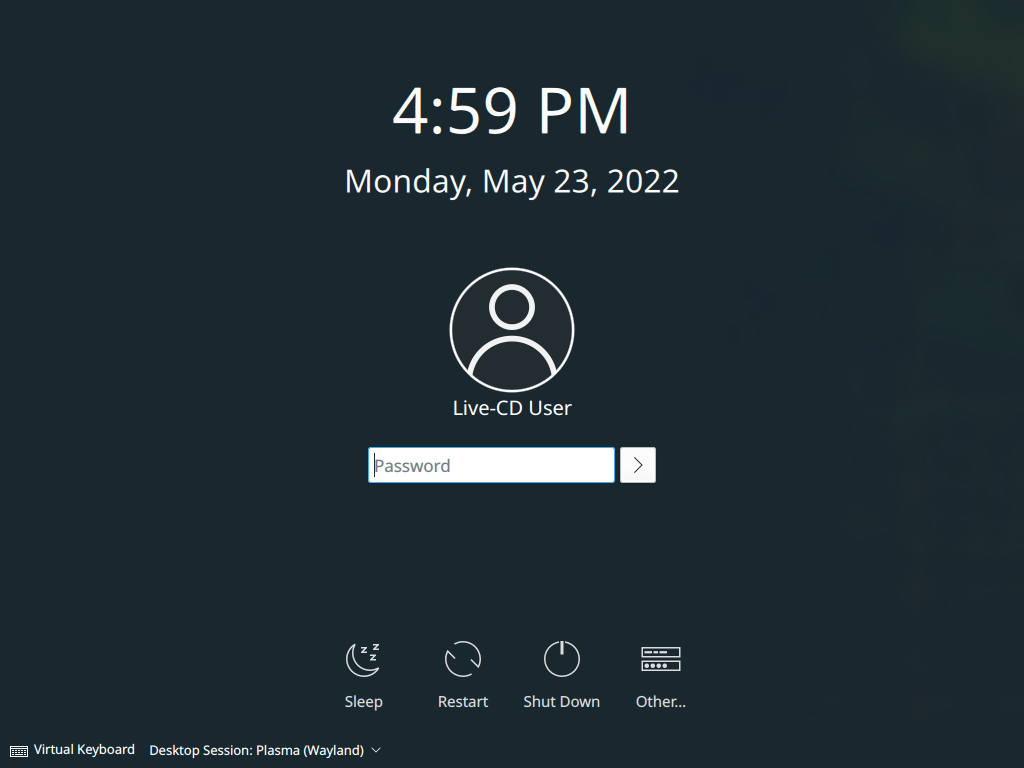 4:59 PM
Monday, May 23, 2022
Live-CD User
Password
Sleep Restart Shut Down Other...
Virtual Keyboard Desktop Session: Plasma (Wayland)